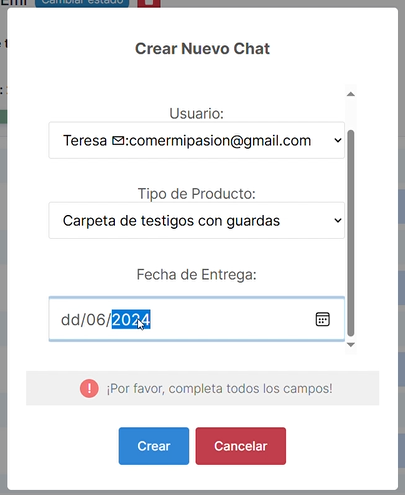 Cambiar estado
Crear Nuevo Chat
Usuario:
Teresa ✉:comermipasion@gmail.com
Tipo de Producto:
Carpeta de testigos con guardas
Fecha de Entrega:
dd/06/2024
! ¡Por favor, completa todos los campos!
Crear
Cancelar